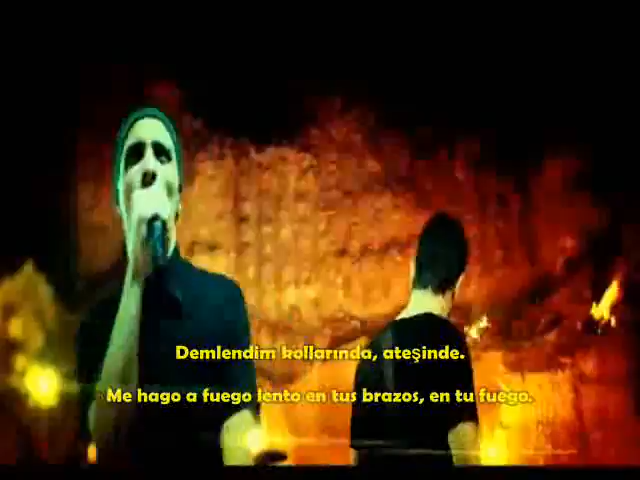 Demlendim kollarında, ateşinde.
Me hago a fuego lento en tus brazos, en tu fuego.